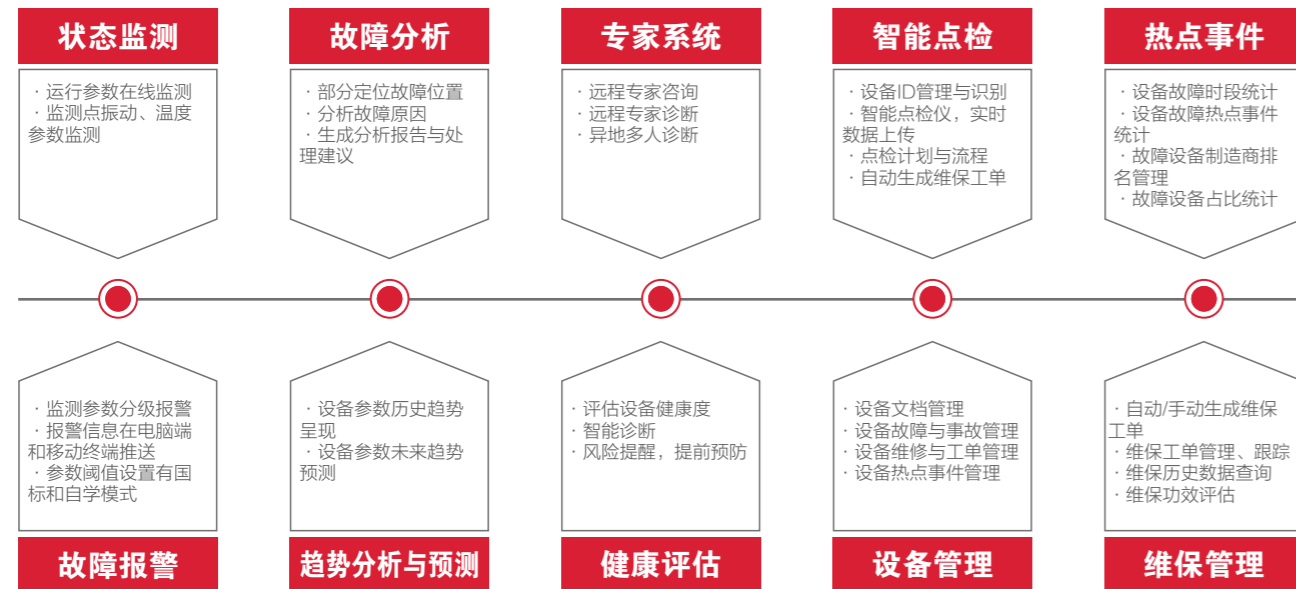 状态监测
·运行参数在线监测
·监测点振动、温度
参数监测
故障分析
·部分定位故障位置
·分析故障原因
·生成分析报告与处
理建议
专家系统
·远程专家咨询
·远程专家诊断
·异地多人诊断
智能点检
·设备ID管理与识别
·智能点检仪，实时
数据上传
·点检计划与流程
·自动生成维保工单
热点事件
·设备故障时段统计
·设备故障热点事件
统计
·故障设备制造商排
名管理
·故障设备占比统计
·监测参数分级报警
·报警信息在电脑端
和移动终端推送
·参数阈值设置有国
标和自学模式
故障报警
·设备参数历史趋势
呈现
·设备参数未来趋势
预测
趋势分析与预测
·评估设备健康度
·智能诊断
·风险提醒，提前预防
健康评估
·设备文档管理
·设备故障与事故管理
·设备维修与工单管理
·设备热点事件管理
设备管理
·自动/手动生成维保
工单
·维保工单管理、跟踪
·维保历史数据查询
·维保功效评估
维保管理